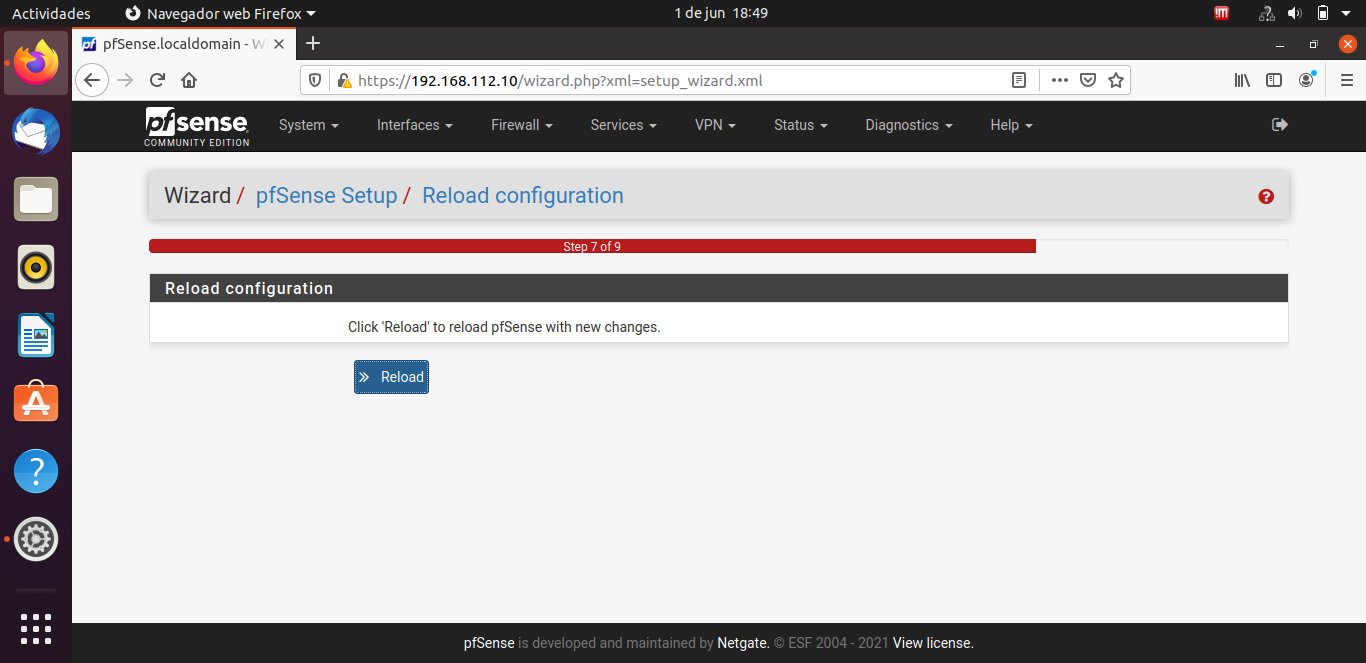 Actividades Navegador web Firefox 1 de jun 18:49
pfSense.localdomain - W
https://192.168.112.10/wizard.php?xml=setup_wizard.xml
pfsense
COMMUNITY EDITION
System Interfaces Firewall Services VPN Status Diagnostics Help
Wizard / pfSense Setup / Reload configuration
Step 7 of 9
Reload configuration
Click 'Reload' to reload pfSense with new changes.
Reload
pfSense is developed and maintained by Netgate. © ESF 2004 - 2021 View license.